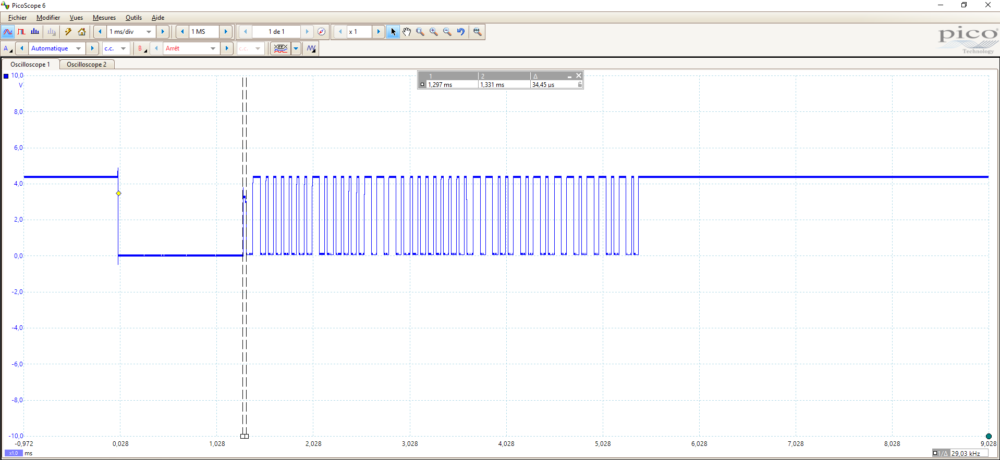 PicoScope 6
Fichier Modifier Vues Mesures Outils Aide
1 ms/div 1 MS 1 de 1 x 1
pico
Technology
A Automatique c.c. B Arrêt c.c.
Oscilloscope 1 Oscilloscope 2
1 2 Δ
1,297 ms 1,331 ms 34,45 µs
10,0
V
8,0
6,0
4,0
2,0
0,0
-2,0
-4,0
-6,0
-8,0
-10,0
-0,972 0,028 1,028 2,028 3,028 4,028 5,028 6,028 7,028 8,028 9,028
x1,0 ms
1/Δ 29,03 kHz